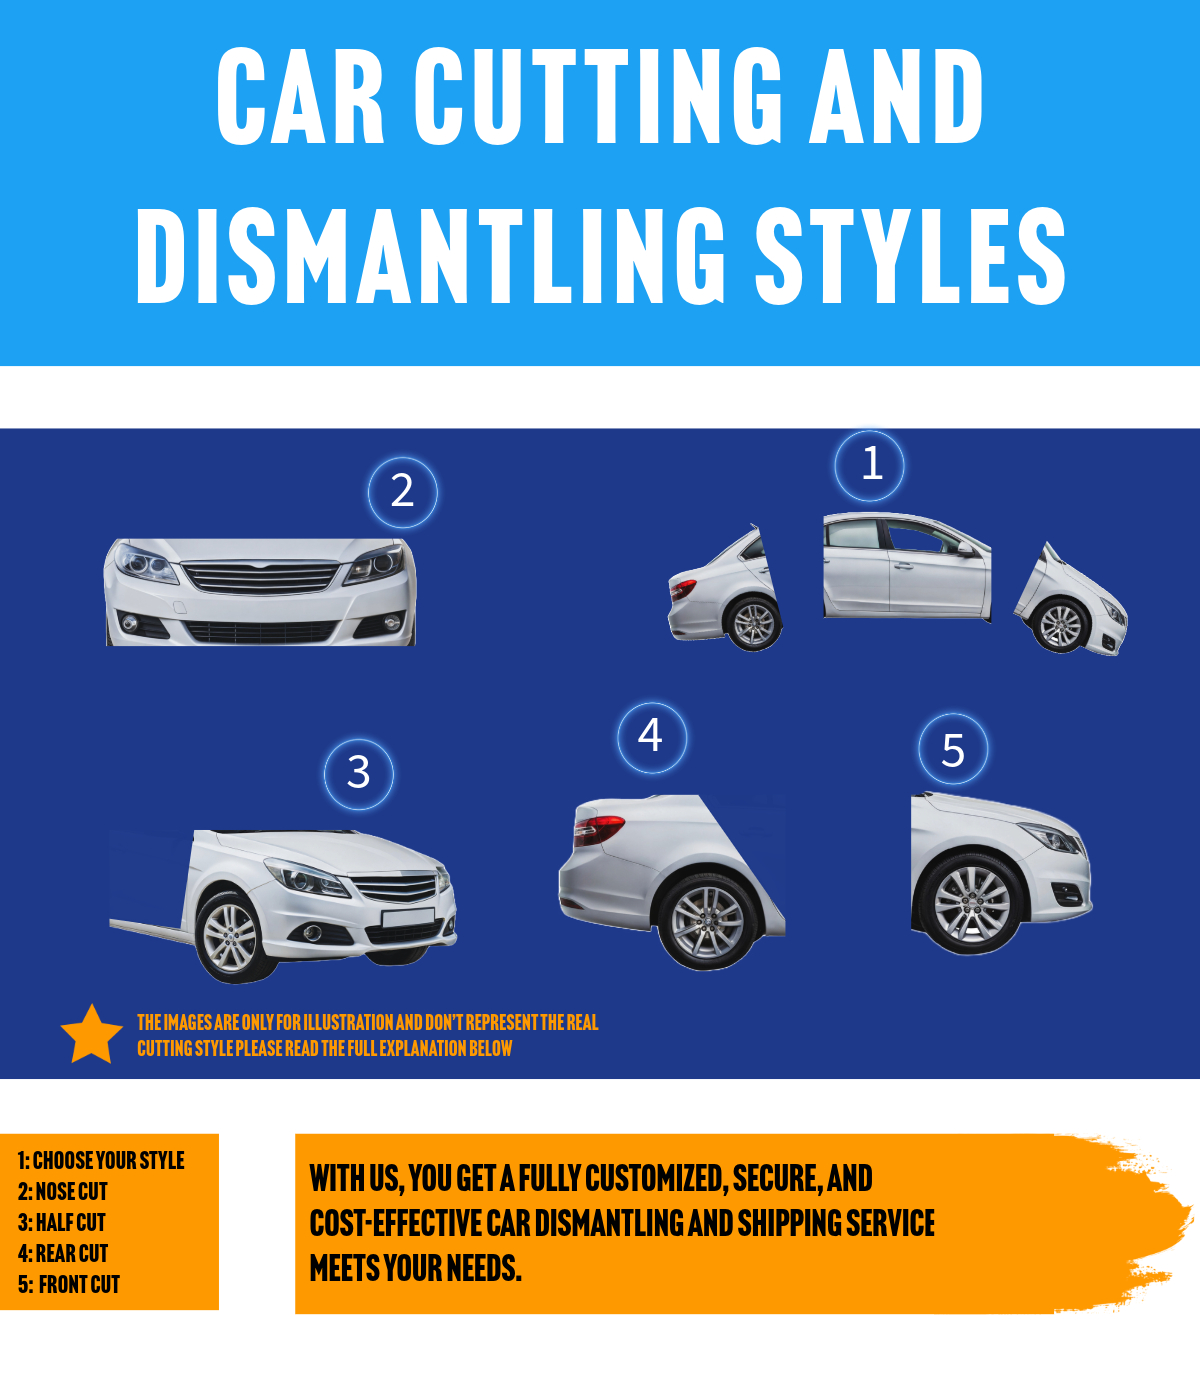 CAR CUTTING AND
DISMANTLING STYLES
2
1
3
4
5
THE IMAGES ARE ONLY FOR ILLUSTRATION AND DON'T REPRESENT THE REAL
CUTTING STYLE PLEASE READ THE FULL EXPLANATION BELOW
1: CHOOSE YOUR STYLE
2: NOSE CUT
3: HALF CUT
4: REAR CUT
5: FRONT CUT
WITH US, YOU GET A FULLY CUSTOMIZED, SECURE, AND
COST-EFFECTIVE CAR DISMANTLING AND SHIPPING SERVICE
MEETS YOUR NEEDS.